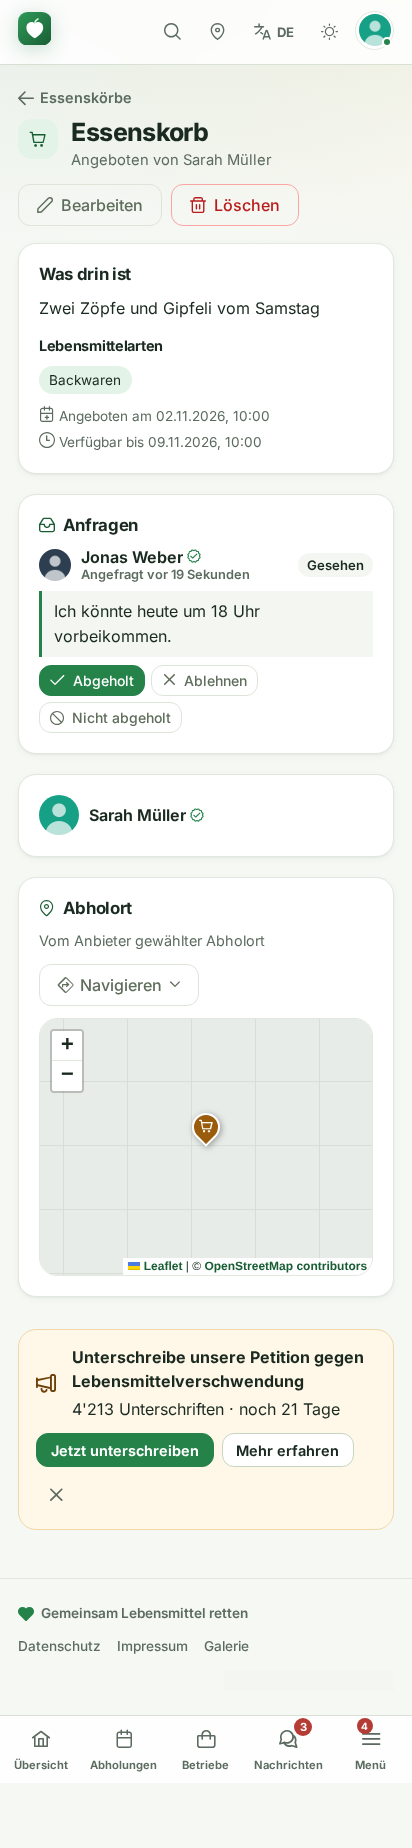 DE
Essenskörbe
Essenskorb
Angeboten von Sarah Müller
Bearbeiten
Löschen
Was drin ist
Zwei Zöpfe und Gipfeli vom Samstag
Lebensmittelarten
Backwaren
Angeboten am 02.11.2026, 10:00
Verfügbar bis 09.11.2026, 10:00
Anfragen
Jonas Weber
Angefragt vor 19 Sekunden
Gesehen
Ich könnte heute um 18 Uhr
vorbeikommen.
Abgeholt
Ablehnen
Nicht abgeholt
Sarah Müller
Abholort
Vom Anbieter gewählter Abholort
Navigieren
+
−
Leaflet | © OpenStreetMap contributors
Unterschreibe unsere Petition gegen
Lebensmittelverschwendung
4'213 Unterschriften · noch 21 Tage
Jetzt unterschreiben
Mehr erfahren
Gemeinsam Lebensmittel retten
Datenschutz Impressum Galerie
3 4
Übersicht Abholungen Betriebe Nachrichten Menü